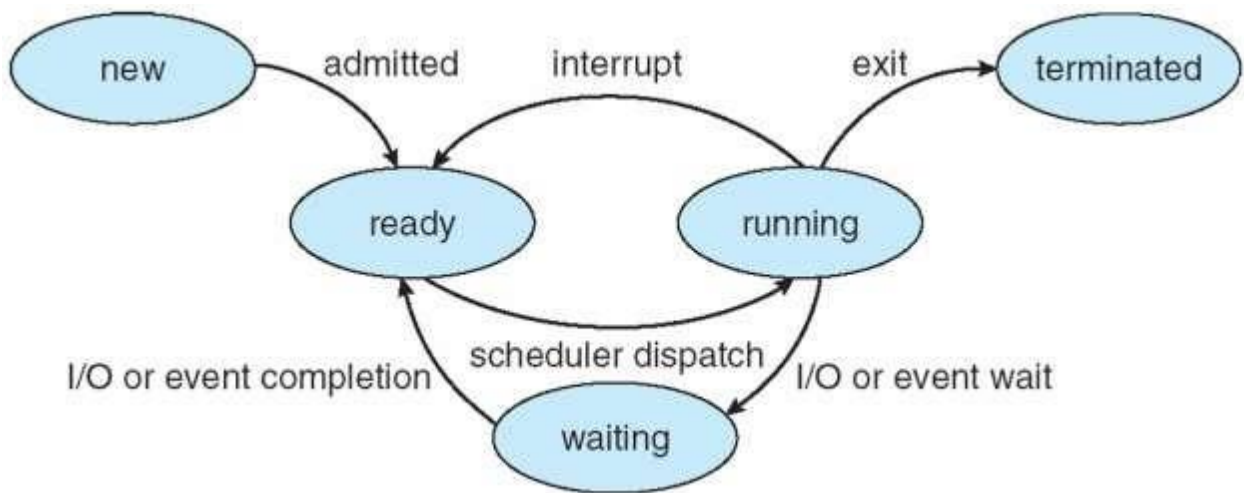 new
admitted
interrupt
exit
terminated
ready
running
scheduler dispatch
I/O or event completion
I/O or event wait
waiting